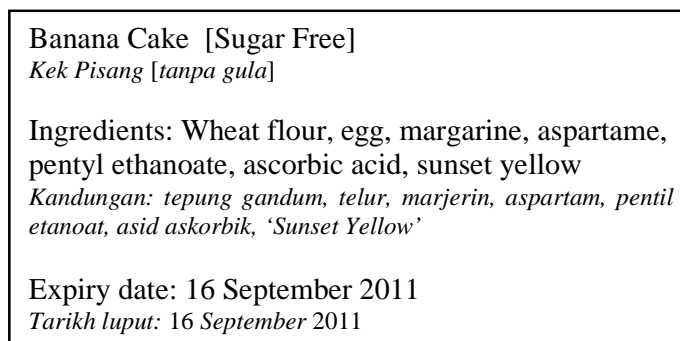 Banana Cake [Sugar Free]
Kek Pisang [tanpa gula]
Ingredients: Wheat flour, egg, margarine, aspartame,
pentyl ethanoate, ascorbic acid, sunset yellow
Kandungan: tepung gandum, telur, marjerin, aspartam, pentil
etanoat, asid askorbik, ‘Sunset Yellow’
Expiry date: 16 September 2011
Tarikh luput: 16 September 2011